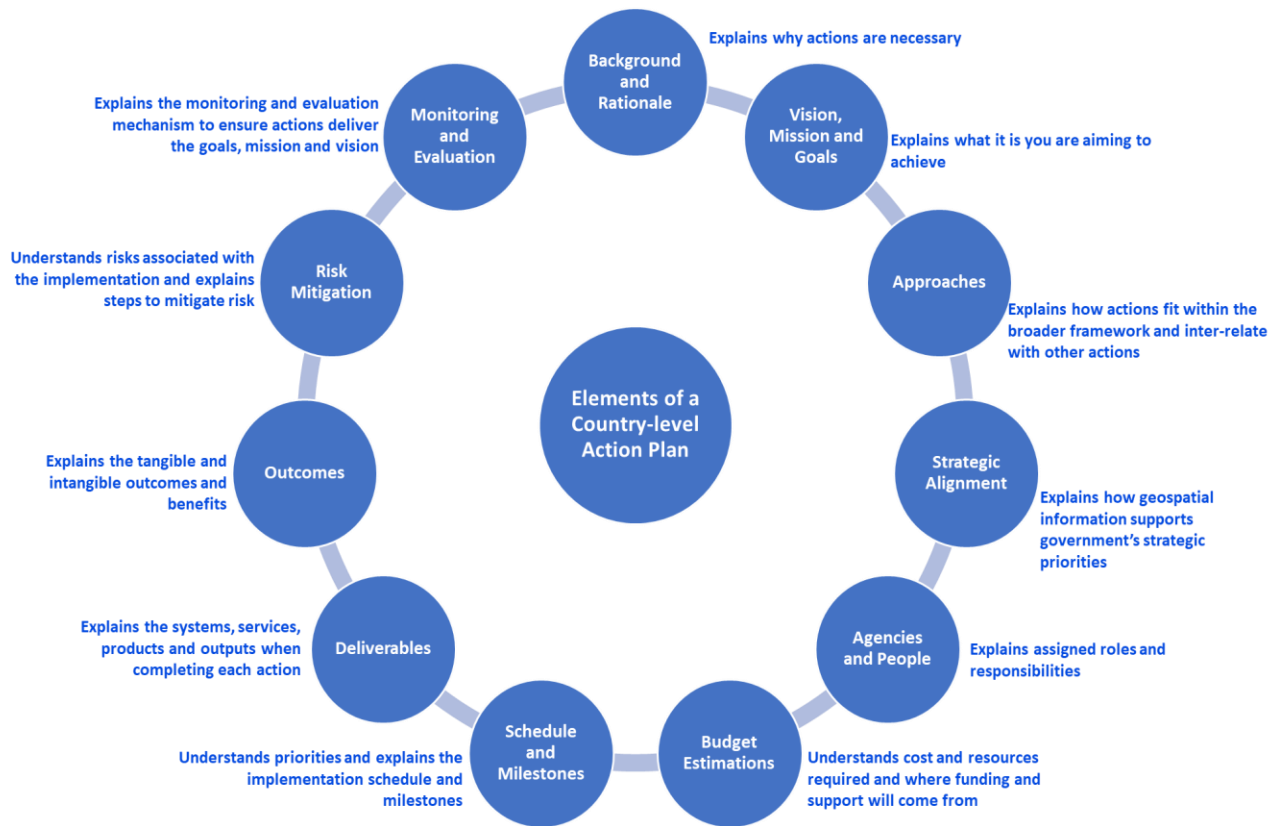 Background
and
Rationale
Explains why actions are necessary
Vision,
Mission and
Goals
Explains what it is you are aiming to
achieve
Approaches
Explains how actions fit within the
broader framework and inter-relate
with other actions
Strategic
Alignment
Explains how geospatial
information supports
government's strategic
priorities
Agencies
and People
Explains assigned roles and
responsibilities
Budget
Estimations
Understands cost and resources
required and where funding and
support will come from
Schedule
and
Milestones
Understands priorities and explains the
implementation schedule and
milestones
Deliverables
Explains the systems, services,
products and outputs when
completing each action
Outcomes
Explains the tangible and
intangible outcomes and
benefits
Risk
Mitigation
Understands risks associated with
the implementation and explains
steps to mitigate risk
Monitoring
and
Evaluation
Explains the monitoring and evaluation
mechanism to ensure actions deliver
the goals, mission and vision
Elements of a
Country-level
Action Plan